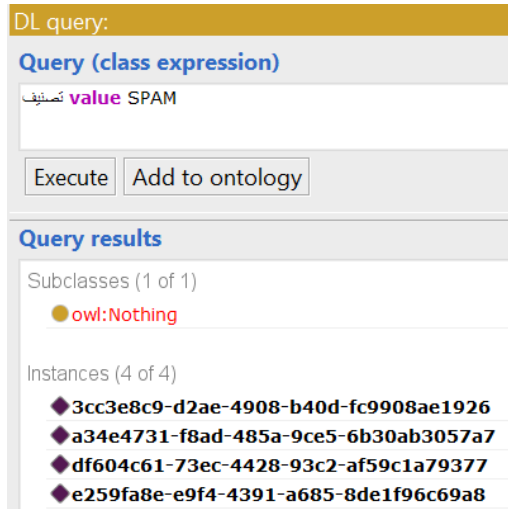 DL query:
Query (class expression)
تصنيف value SPAM
Execute Add to ontology
Query results
Subclasses (1 of 1)
owl:Nothing
Instances (4 of 4)
3cc3e8c9-d2ae-4908-b40d-fc9908ae1926
a34e4731-f8ad-485a-9ce5-6b30ab3057a7
df604c61-73ec-4428-93c2-af59c1a79377
e259fa8e-e9f4-4391-a685-8de1f96c69a8